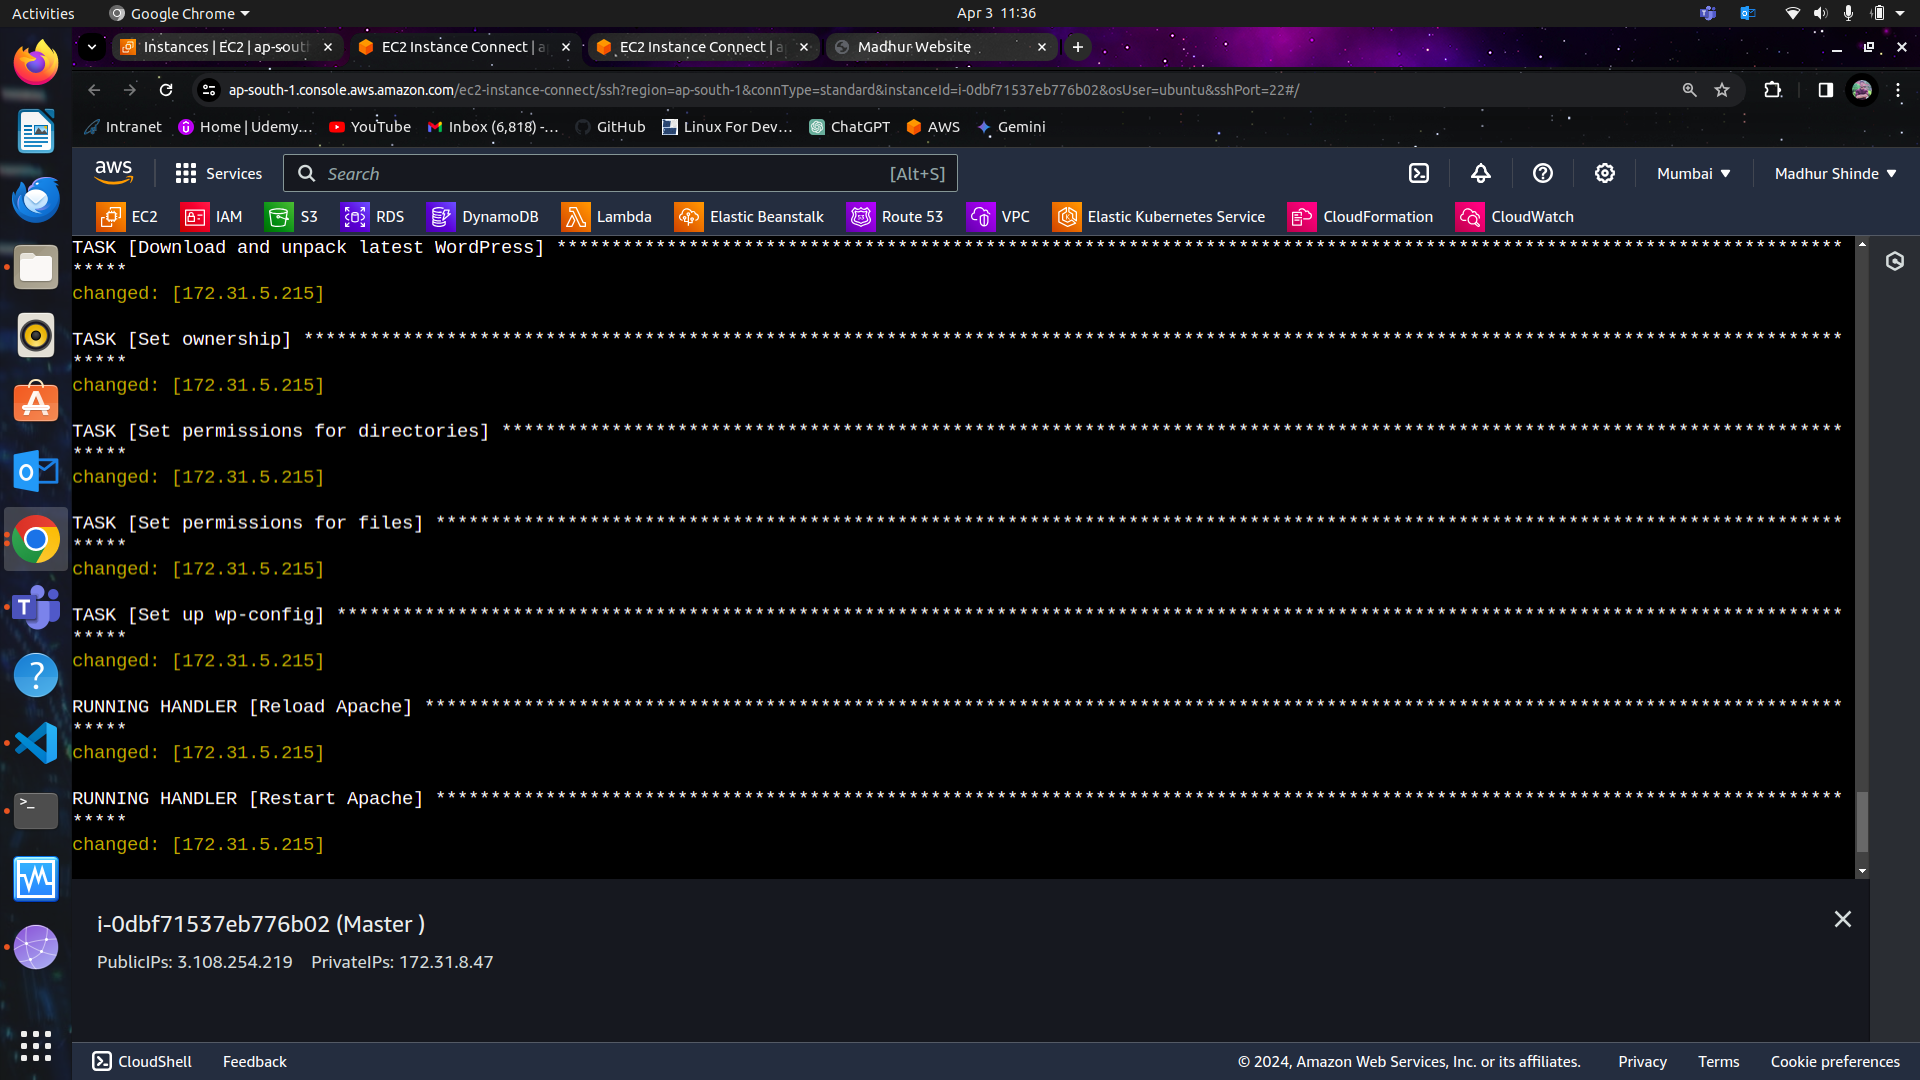 Activities
Google Chrome
Apr 3 11:36
Instances | EC2 | ap-sout
EC2 Instance Connect | a
EC2 Instance Connect | a
Madhur Website
ap-south-1.console.aws.amazon.com/ec2-instance-connect/ssh?region=ap-south-1&connType=standard&instanceId=i-0dbf71537eb776b02&osUser=ubuntu&sshPort=22#/
Intranet
Home | Udemy...
YouTube
Inbox (6,818) -...
GitHub
Linux For Dev...
ChatGPT
AWS
Gemini
aws
Services
Search
[Alt+S]
Mumbai
Madhur Shinde
EC2
IAM
S3
RDS
DynamoDB
Lambda
Elastic Beanstalk
Route 53
VPC
Elastic Kubernetes Service
CloudFormation
CloudWatch
TASK [Download and unpack latest WordPress] *********************************************************************************************************************
*****
changed: [172.31.5.215]
TASK [Set ownership] ********************************************************************************************************************************************
*****
changed: [172.31.5.215]
TASK [Set permissions for directories] **************************************************************************************************************************
*****
changed: [172.31.5.215]
TASK [Set permissions for files] ********************************************************************************************************************************
*****
changed: [172.31.5.215]
TASK [Set up wp-config] *****************************************************************************************************************************************
*****
changed: [172.31.5.215]
RUNNING HANDLER [Reload Apache] *********************************************************************************************************************************
*****
changed: [172.31.5.215]
RUNNING HANDLER [Restart Apache] ********************************************************************************************************************************
*****
changed: [172.31.5.215]
i-0dbf71537eb776b02 (Master )
PublicIPs: 3.108.254.219 PrivateIPs: 172.31.8.47
CloudShell
Feedback
© 2024, Amazon Web Services, Inc. or its affiliates.
Privacy
Terms
Cookie preferences